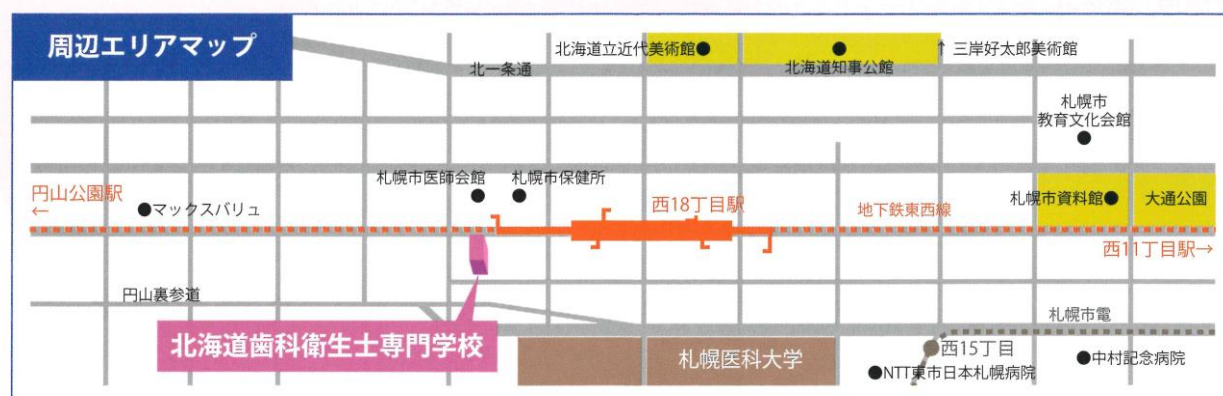 周辺エリアマップ
北海道立近代美術館
北海道知事公館
↑ 三岸好太郎美術館
北一条通
札幌市
教育文化会館
札幌市医師会館
札幌市保健所
円山公園駅
←
マックスバリュ
西18丁目駅
地下鉄東西線
札幌市資料館
大通公園
西11丁目駅→
円山裏参道
札幌市電
北海道歯科衛生士専門学校
札幌医科大学
西15丁目
中村記念病院
NTT東市日本札幌病院